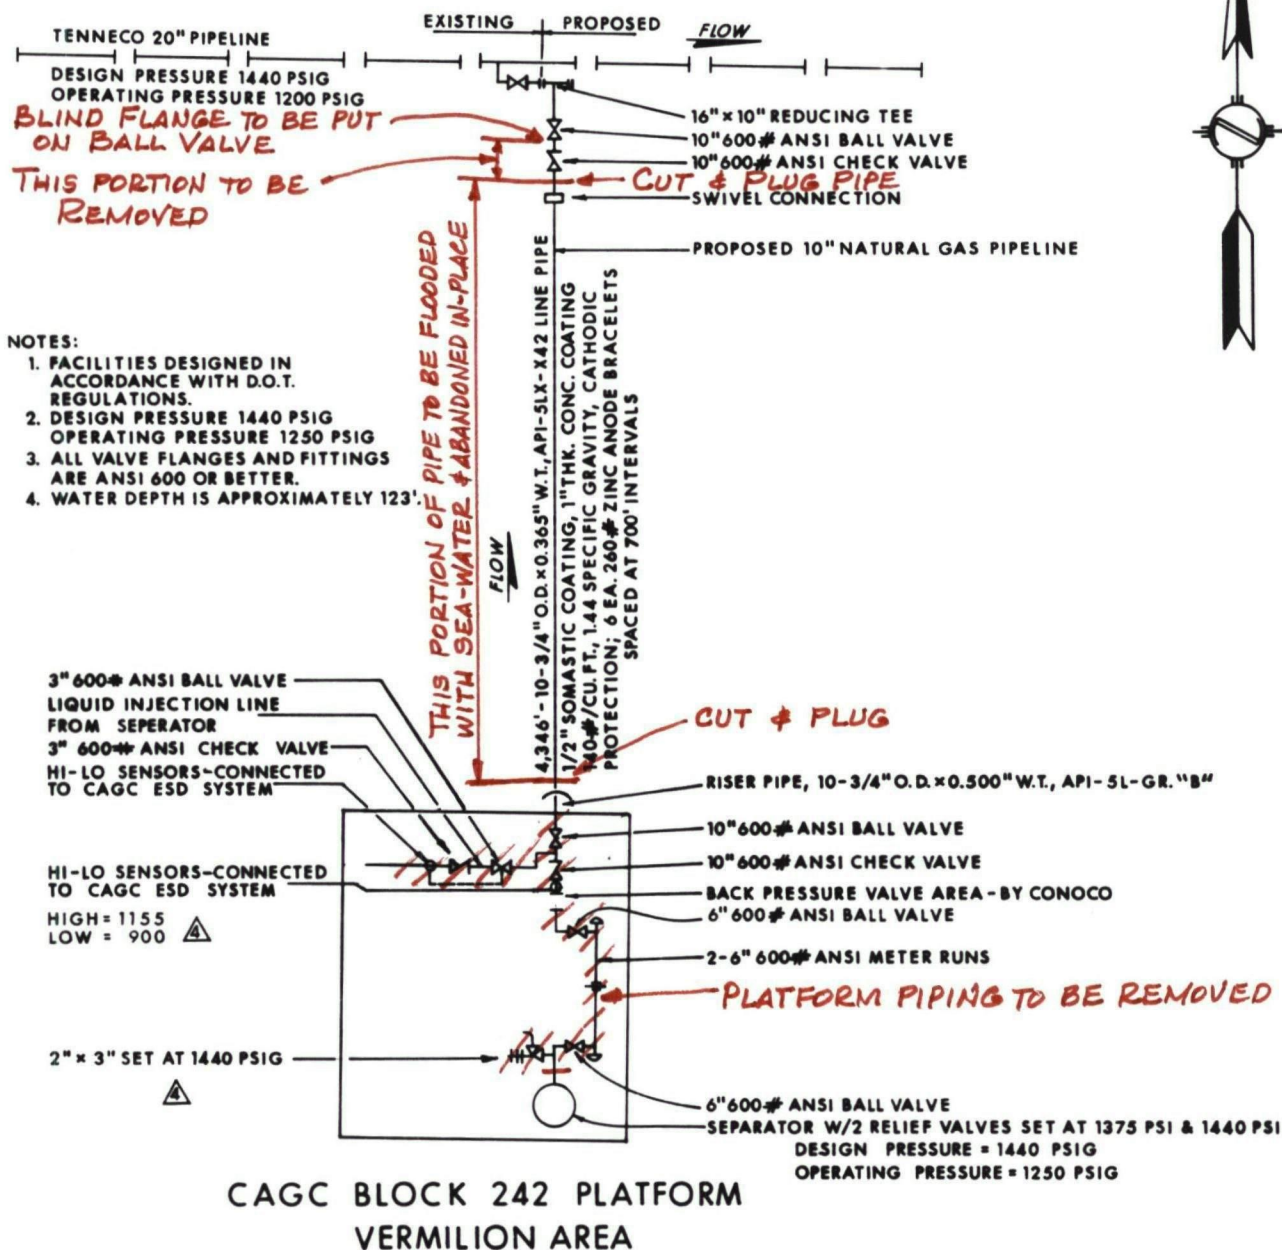 EXISTING PROPOSED
FLOW
TENNECO 20" PIPELINE
DESIGN PRESSURE 1440 PSIG
OPERATING PRESSURE 1200 PSIG
BLIND FLANGE TO BE PUT
ON BALL VALVE
THIS PORTION TO BE
REMOVED
16" x 10" REDUCING TEE
10" 600# ANSI BALL VALVE
10" 600# ANSI CHECK VALVE
CUT & PLUG PIPE
SWIVEL CONNECTION
PROPOSED 10" NATURAL GAS PIPELINE
NOTES:
1. FACILITIES DESIGNED IN
ACCORDANCE WITH D.O.T.
REGULATIONS.
2. DESIGN PRESSURE 1440 PSIG
OPERATING PRESSURE 1250 PSIG
3. ALL VALVE FLANGES AND FITTINGS
ARE ANSI 600 OR BETTER.
4. WATER DEPTH IS APPROXIMATELY 123'.
THIS PORTION OF PIPE TO BE FLOODED
WITH SEA-WATER & ABANDONED IN-PLACE
FLOW
4,346'-10-3/4" O.D. x 0.365" W.T., API-5LX-X42 LINE PIPE
1/2" SOMASTIC COATING, 1" THK. CONC. COATING
140#/CU. FT., 1.44 SPECIFIC GRAVITY, CATHODIC
PROTECTION; 6 EA. 260# ZINC ANODE BRACELETS
SPACED AT 700' INTERVALS
3" 600# ANSI BALL VALVE
LIQUID INJECTION LINE
FROM SEPERATOR
3" 600# ANSI CHECK VALVE
HI-LO SENSORS-CONNECTED
TO CAGC ESD SYSTEM
HI-LO SENSORS-CONNECTED
TO CAGC ESD SYSTEM
HIGH = 1155
LOW = 900 4
2" x 3" SET AT 1440 PSIG
4
CUT & PLUG
RISER PIPE, 10-3/4" O.D. x 0.500" W.T., API-5L-GR. "B"
10" 600# ANSI BALL VALVE
10" 600# ANSI CHECK VALVE
BACK PRESSURE VALVE AREA - BY CONOCO
6" 600# ANSI BALL VALVE
2-6" 600# ANSI METER RUNS
PLATFORM PIPING TO BE REMOVED
6" 600# ANSI BALL VALVE
SEPARATOR W/2 RELIEF VALVES SET AT 1375 PSI & 1440 PSI
DESIGN PRESSURE = 1440 PSIG
OPERATING PRESSURE = 1250 PSIG
CAGC BLOCK 242 PLATFORM
VERMILION AREA